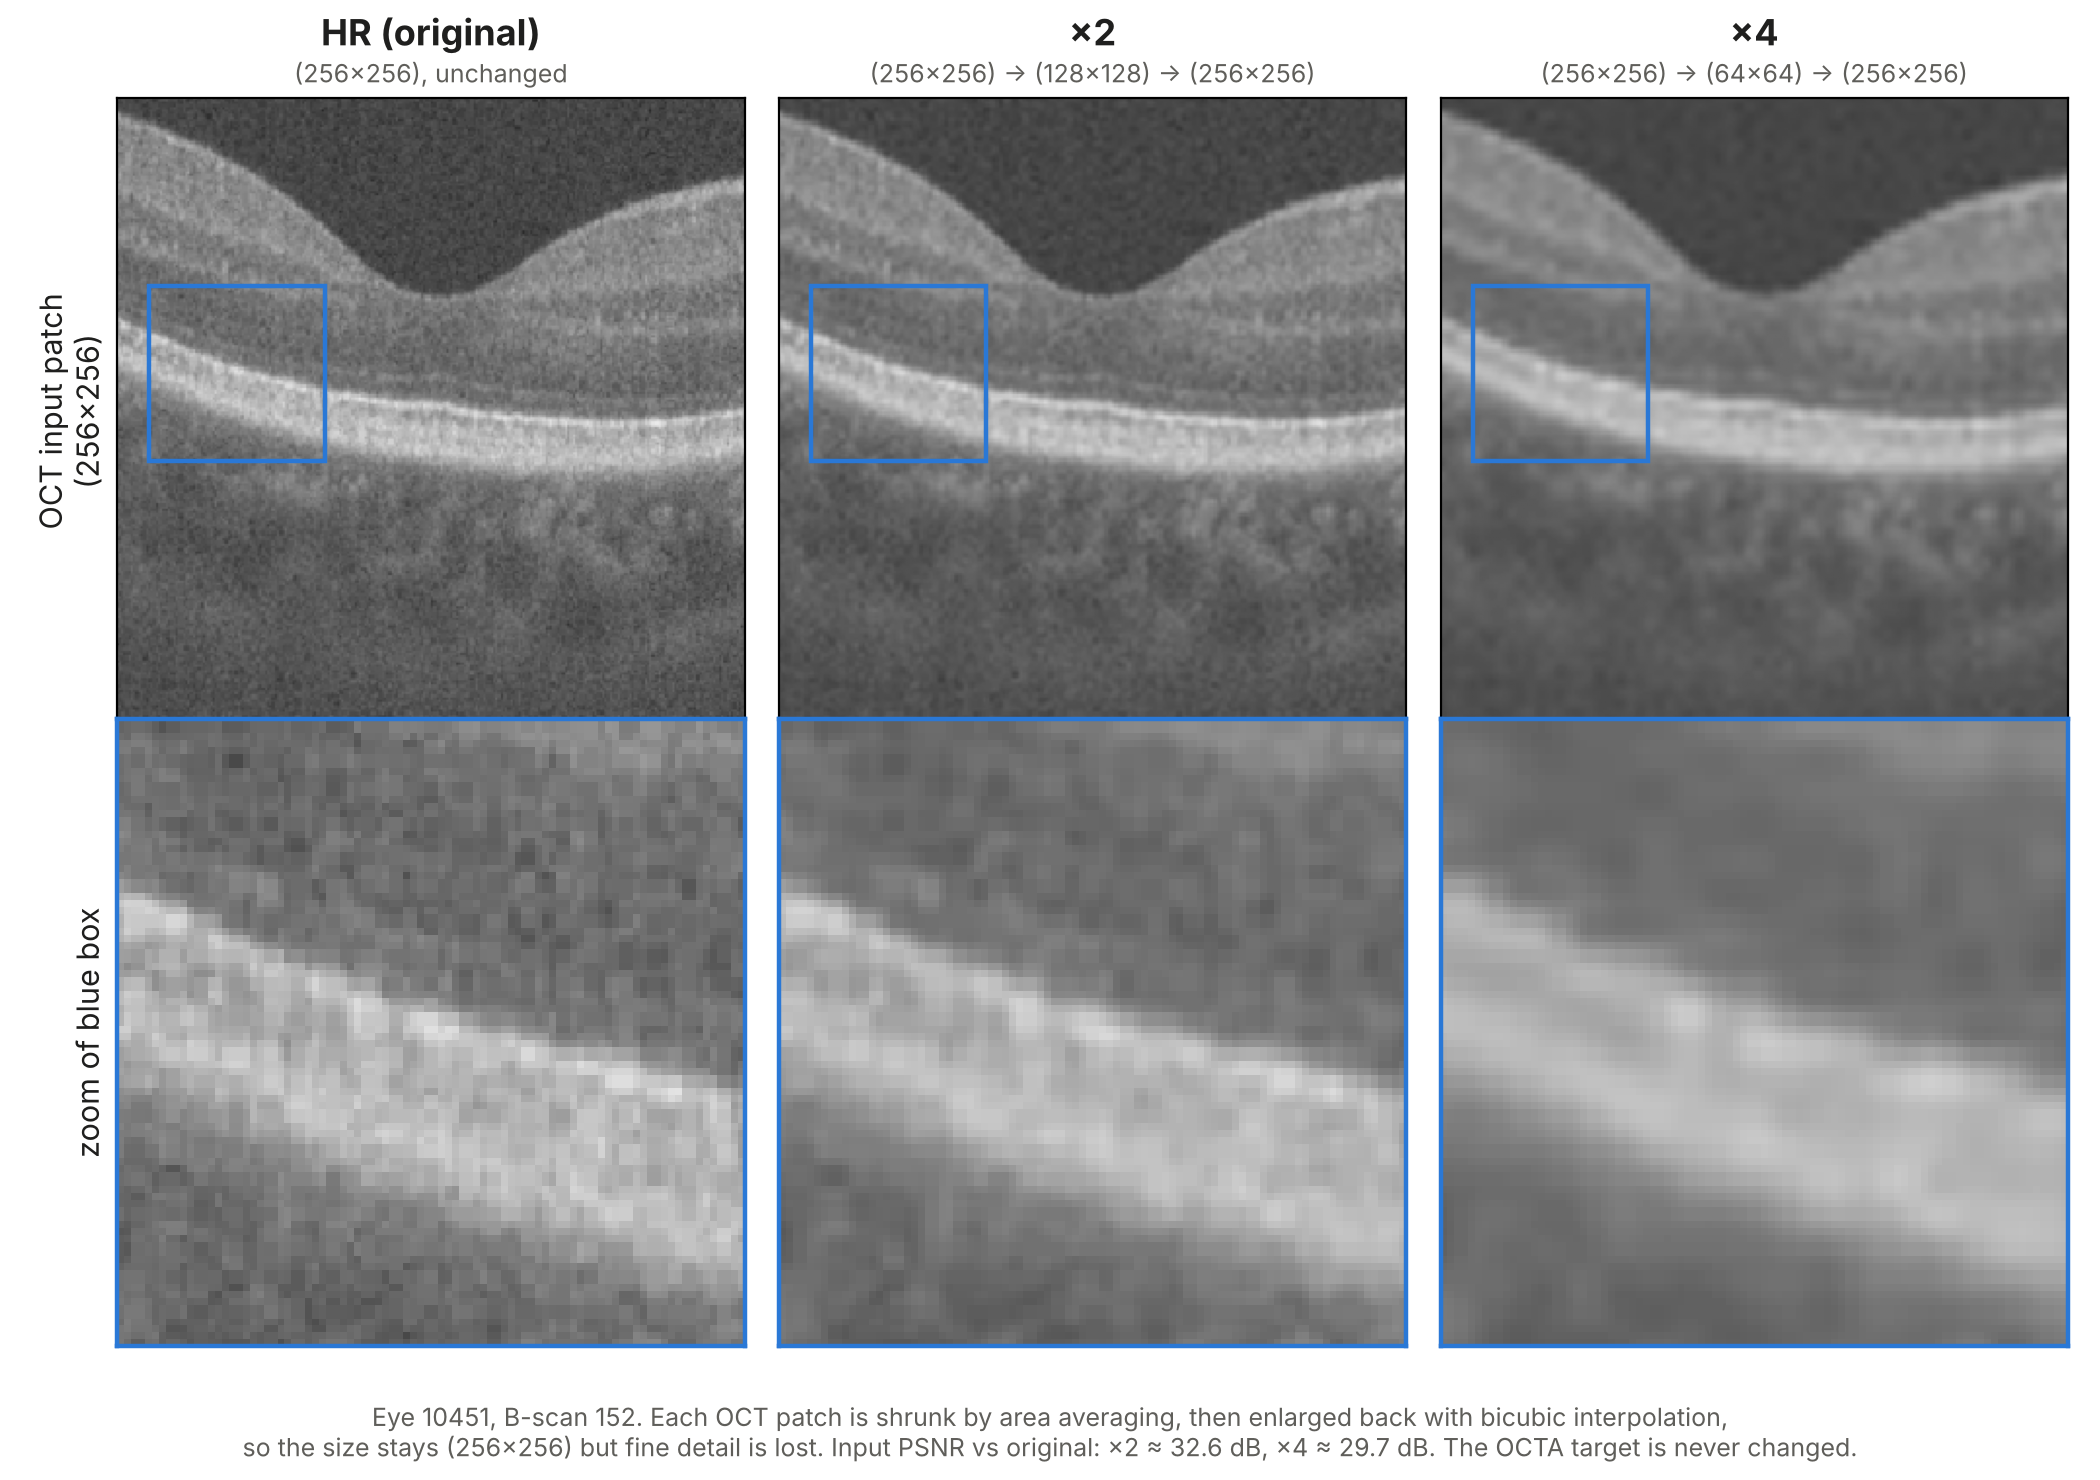 HR (original)
(256×256), unchanged
×2
(256×256) → (128×128) → (256×256)
×4
(256×256) → (64×64) → (256×256)
OCT input patch
(256×256)
zoom of blue box
Eye 10451, B-scan 152. Each OCT patch is shrunk by area averaging, then enlarged back with bicubic interpolation,
so the size stays (256×256) but fine detail is lost. Input PSNR vs original: ×2 ≈ 32.6 dB, ×4 ≈ 29.7 dB. The OCTA target is never changed.